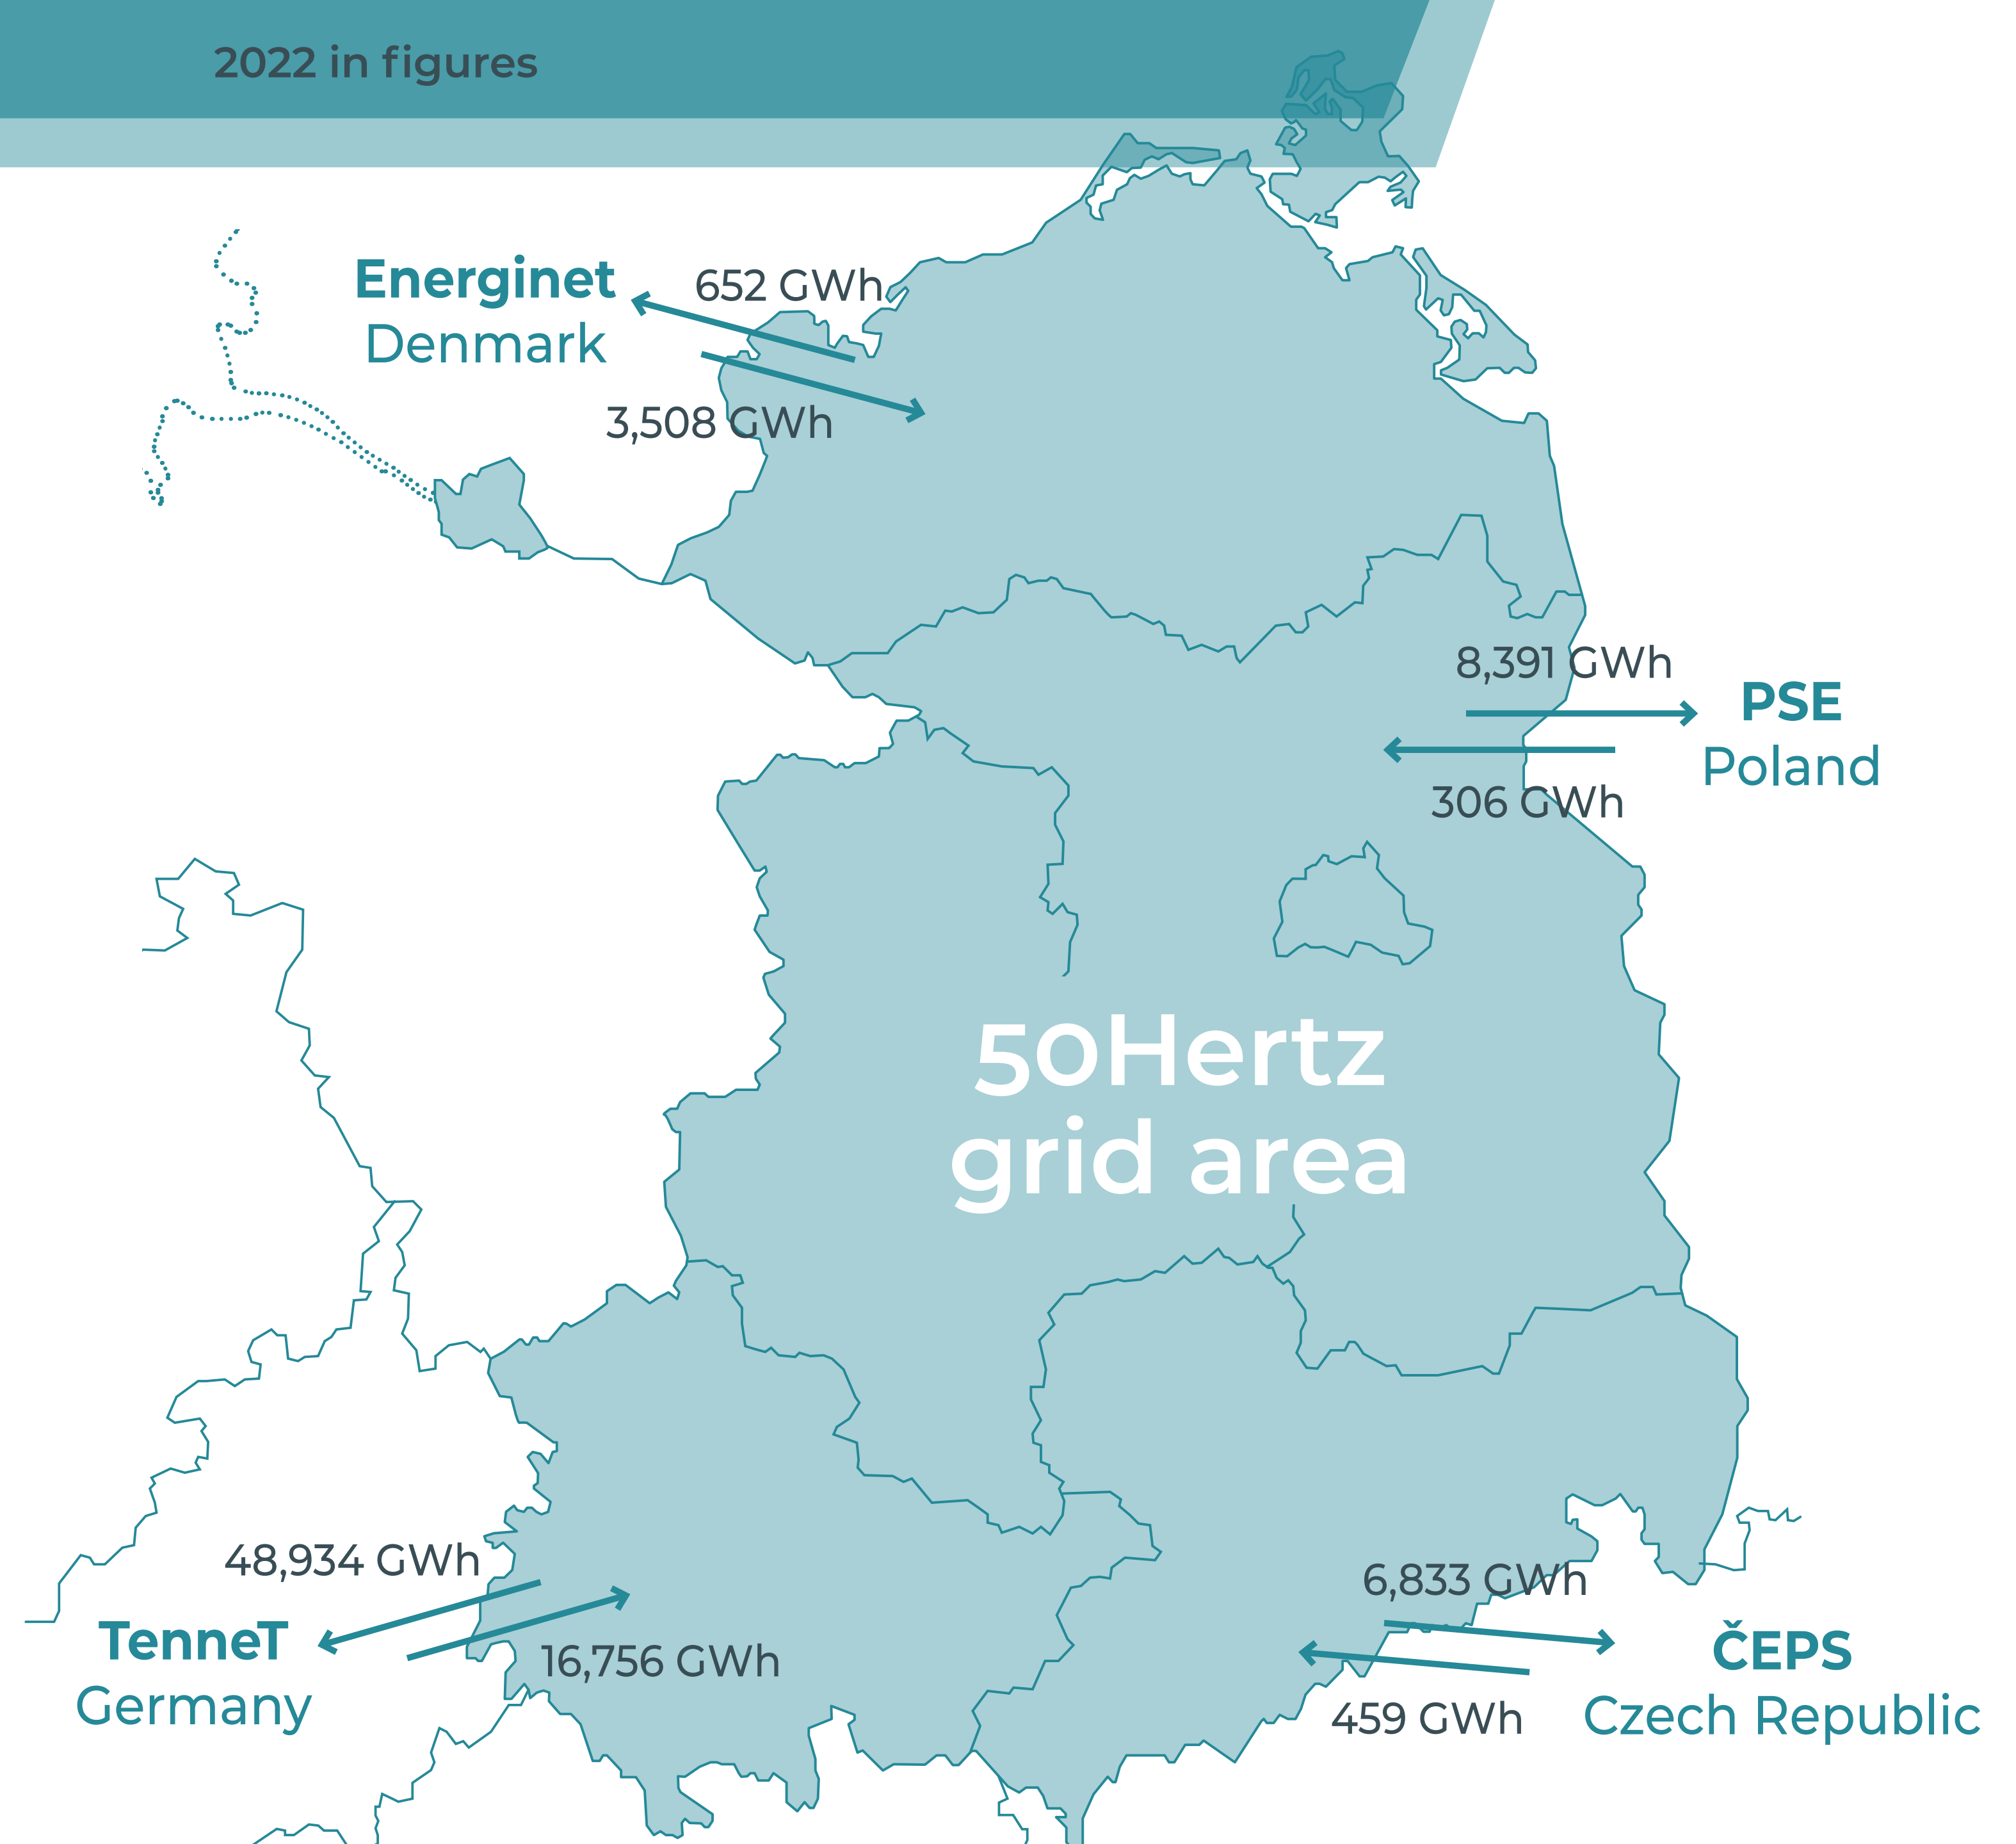 2022 in figures
Energinet
Denmark
652 GWh
3,508 GWh
8,391 GWh
PSE
Poland
306 GWh
50Hertz
grid area
48,934 GWh
TenneT
Germany
16,756 GWh
6,833 GWh
ČEPS
Czech Republic
459 GWh